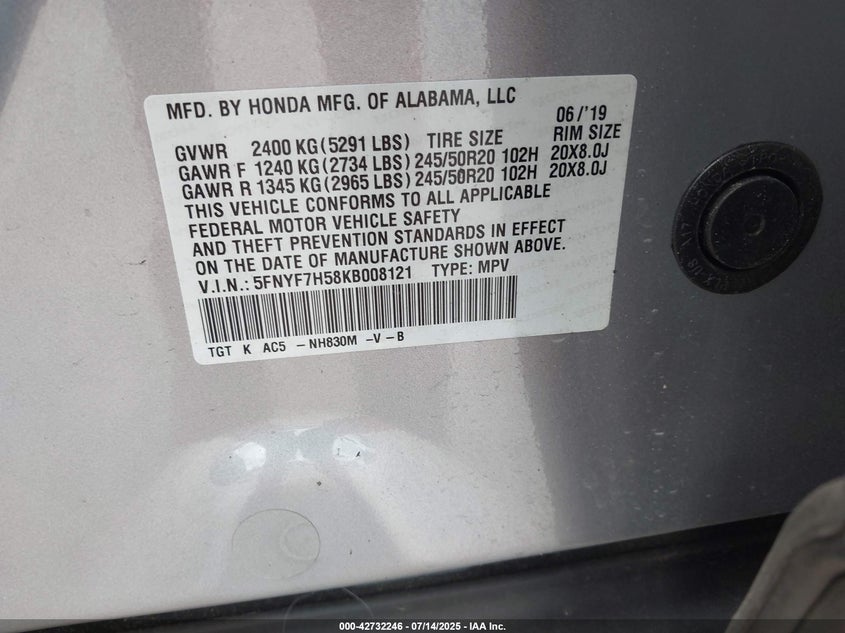 MFD. BY HONDA MFG. OF ALABAMA, LLC
06/'19
GVWR 2400 KG(5291 LBS) TIRE SIZE RIM SIZE
GAWR F 1240 KG(2734 LBS) 245/50R20 102H 20X8.0J
GAWR R 1345 KG(2965 LBS) 245/50R20 102H 20X8.0J
THIS VEHICLE CONFORMS TO ALL APPLICABLE
FEDERAL MOTOR VEHICLE SAFETY
AND THEFT PREVENTION STANDARDS IN EFFECT
ON THE DATE OF MANUFACTURE SHOWN ABOVE.
V.I.N.: 5FNYF7H58KB008121 TYPE: MPV
TGT K AC5 -NH830M -V -B
000-42732246 - 07/14/2025 - IAA Inc.